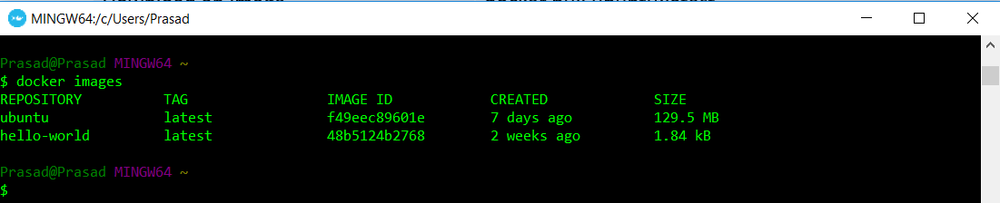 MINGW64:/c/Users/Prasad
Prasad@Prasad MINGW64 ~
$ docker images
REPOSITORY TAG IMAGE ID CREATED SIZE
ubuntu latest f49eec89601e 7 days ago 129.5 MB
hello-world latest 48b5124b2768 2 weeks ago 1.84 kB
Prasad@Prasad MINGW64 ~
$